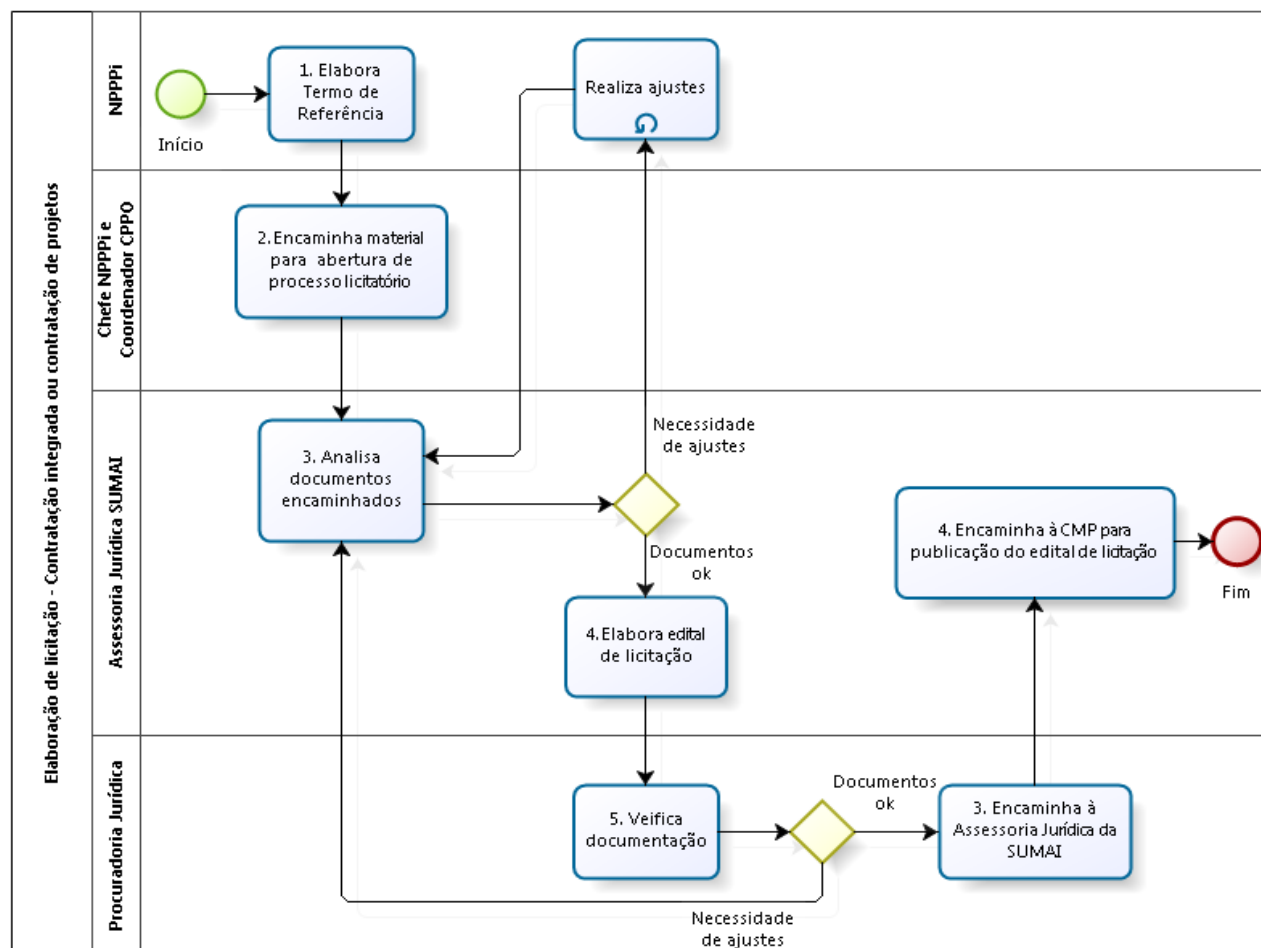 Elaboração de licitação - Contratação integrada ou contratação de projetos
NPPPi
Início
1. Elabora
Termo de
Referência
Realiza ajustes
Chefe NPPPi e
Coordenador CPPO
2. Encaminha material
para abertura de
processo licitatório
Assessoria Jurídica SUMAI
3. Analisa
documentos
encaminhados
Necessidade
de ajustes
Documentos
ok
4. Elabora edital
de licitação
4. Encaminha à CMP para
publicação do edital de licitação
Fim
Procuradoria Jurídica
5. Veifica
documentação
Documentos
ok
Necessidade
de ajustes
3. Encaminha à
Assessoria Jurídica da
SUMAI